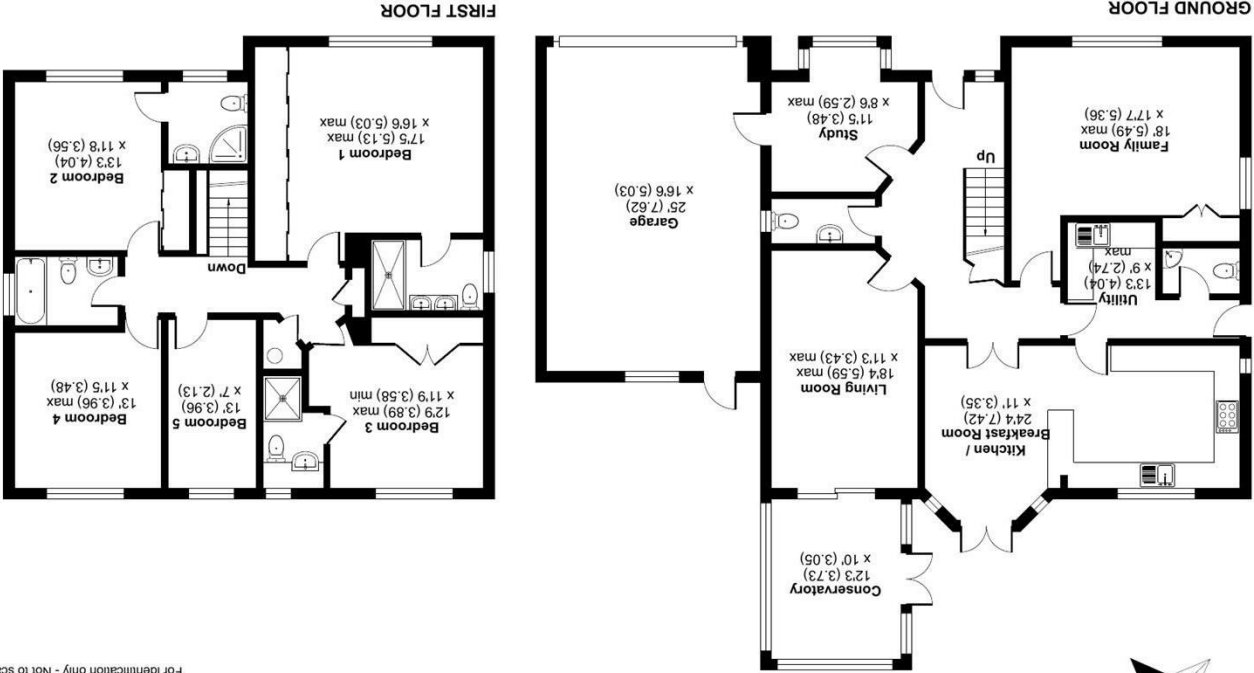 For identification only - Not to sca
Conservatory
12'3 (3.73)
x 10' (3.05)
Kitchen /
Breakfast Room
24'4 (7.42)
x 11' (3.35)
Living Room
18'4 (5.59) max
x 11'3 (3.43) max
Utility
13'3 (4.04)
x 9' (2.74)
max
Family Room
18' (5.49) max
x 17'7 (5.36)
Up
Study
11'5 (3.48)
x 8'6 (2.59) max
Garage
25' (7.62)
x 16'6 (5.03)
GROUND FLOOR
Bedroom 3
12'9 (3.89) max
x 11'9 (3.58) min
Bedroom 5
13' (3.96)
x 7' (2.13)
Bedroom 4
13' (3.96) max
x 11'5 (3.48)
Down
Bedroom 1
17'5 (5.13) max
x 16'6 (5.03) max
Bedroom 2
13'3 (4.04)
x 11'8 (3.56)
FIRST FLOOR